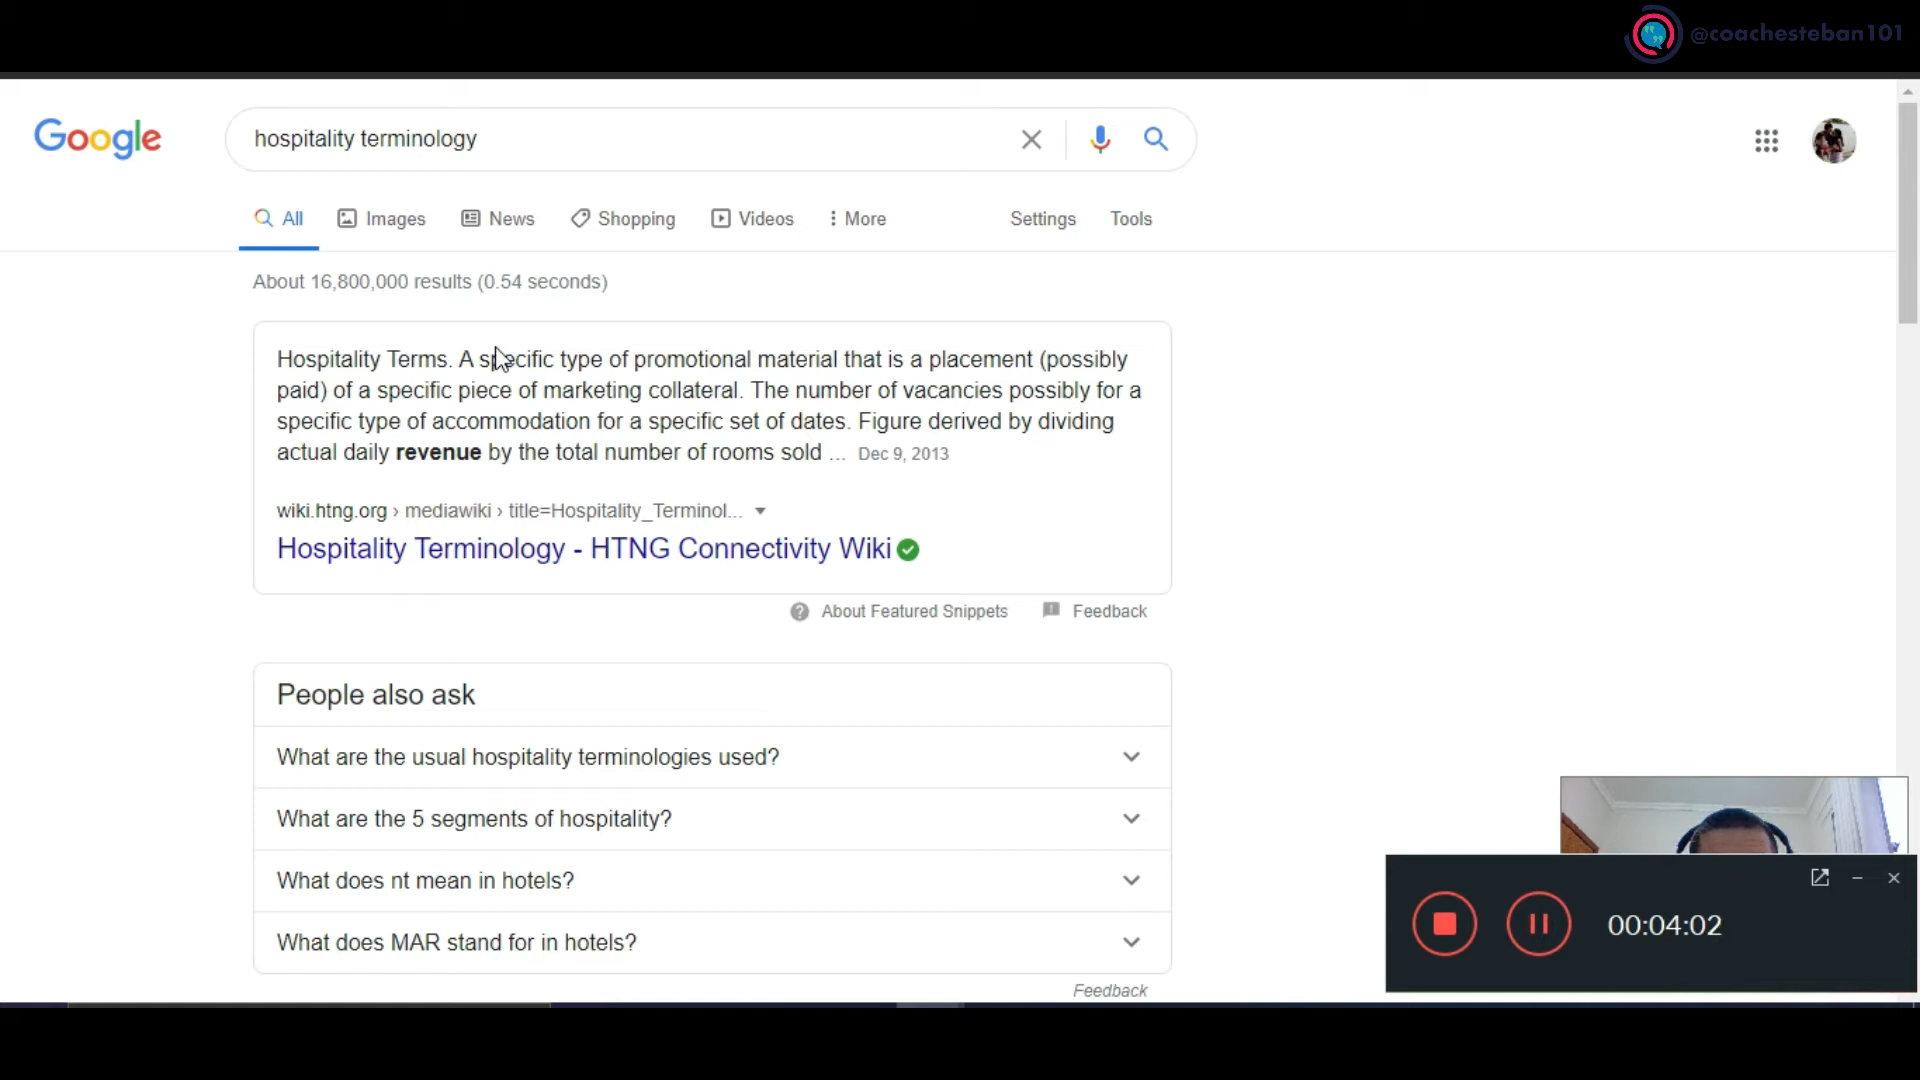 @coachesteban101
Google
hospitality terminology
All Images News Shopping Videos More Settings Tools
About 16,800,000 results (0.54 seconds)
Hospitality Terms. A specific type of promotional material that is a placement (possibly
paid) of a specific piece of marketing collateral. The number of vacancies possibly for a
specific type of accommodation for a specific set of dates. Figure derived by dividing
actual daily revenue by the total number of rooms sold ... Dec 9, 2013
wiki.htng.org › mediawiki › title=Hospitality_Terminol...
Hospitality Terminology - HTNG Connectivity Wiki
About Featured Snippets Feedback
People also ask
What are the usual hospitality terminologies used?
What are the 5 segments of hospitality?
What does nt mean in hotels?
What does MAR stand for in hotels?
Feedback
00:04:02